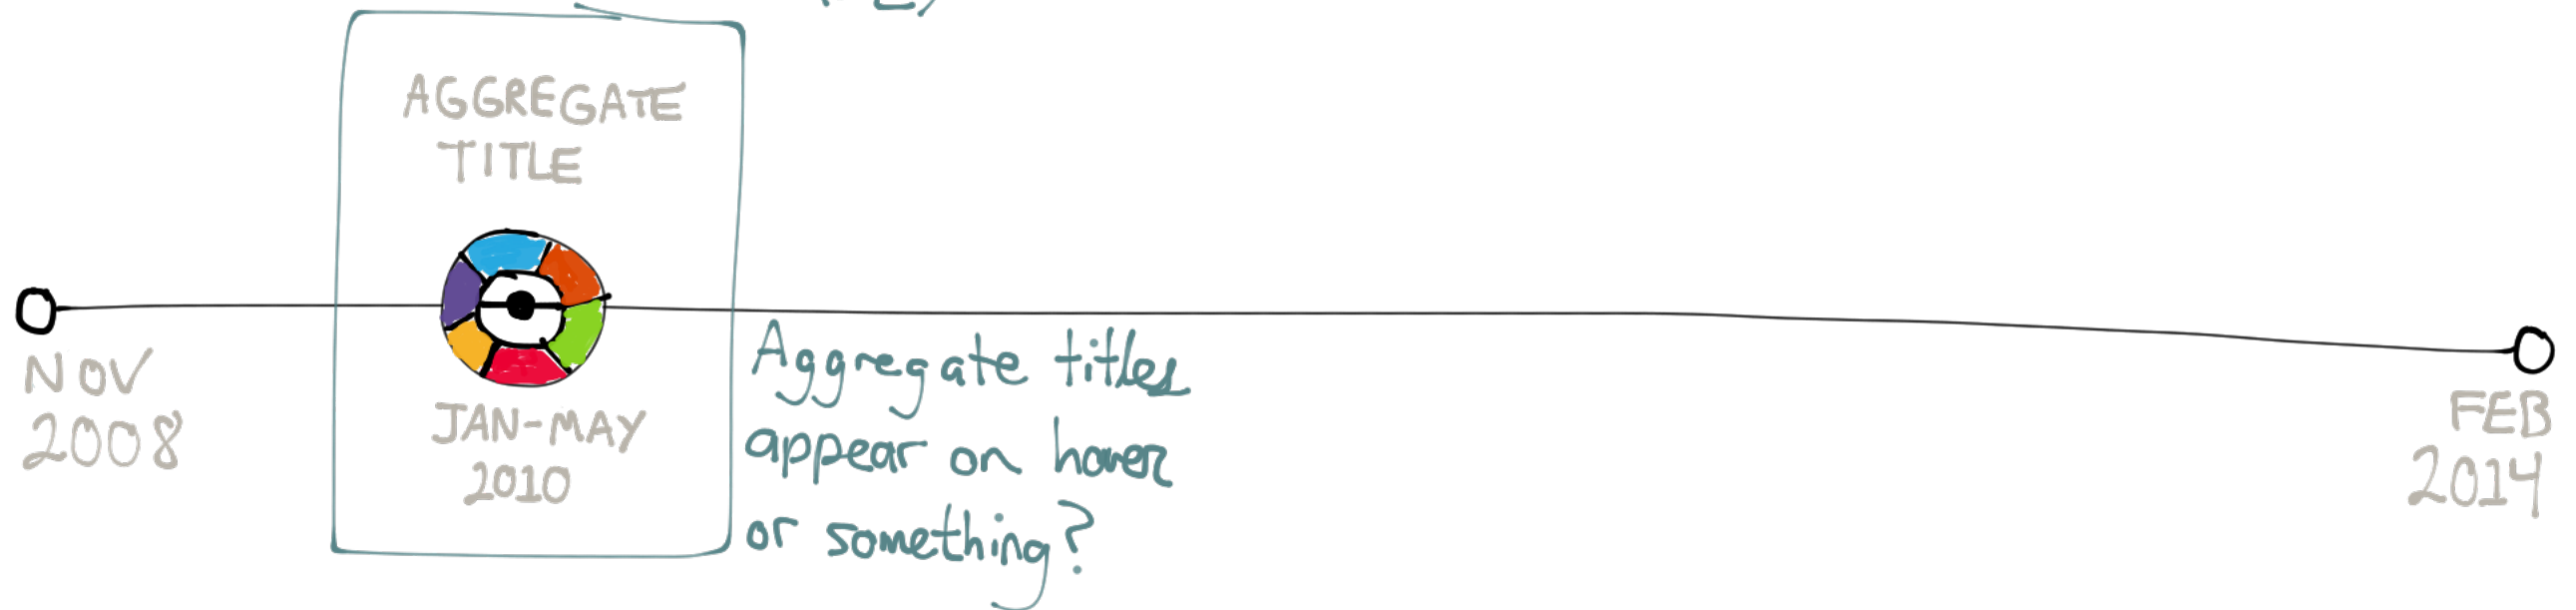 AGGREGATE
TITLE
NOV
2008
JAN-MAY
2010
Aggregate titles
appear on hover
or something?
FEB
2014